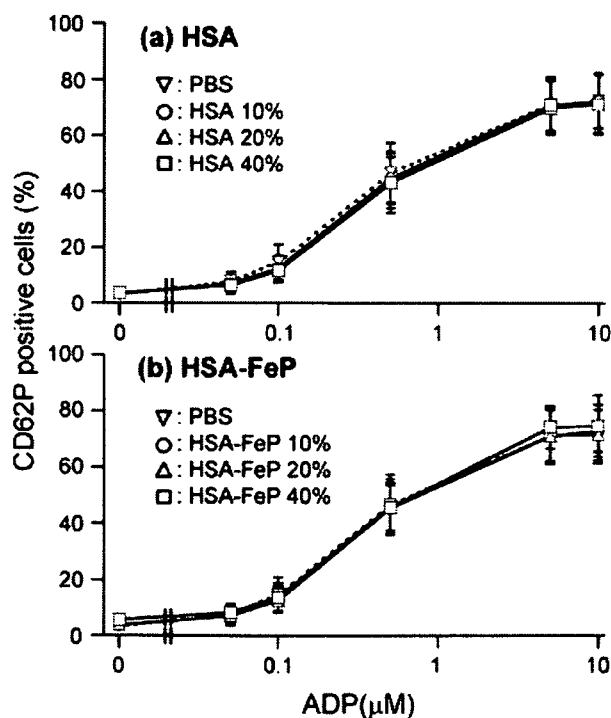 (a) HSA
▽: PBS
○: HSA 10%
△: HSA 20%
□: HSA 40%
100
80
60
40
20
0
0 0.1 1 10
CD62P positive cells (%)
(b) HSA-FeP
▽: PBS
○: HSA-FeP 10%
△: HSA-FeP 20%
□: HSA-FeP 40%
100
80
60
40
20
0
0 0.1 1 10
ADP(μM)